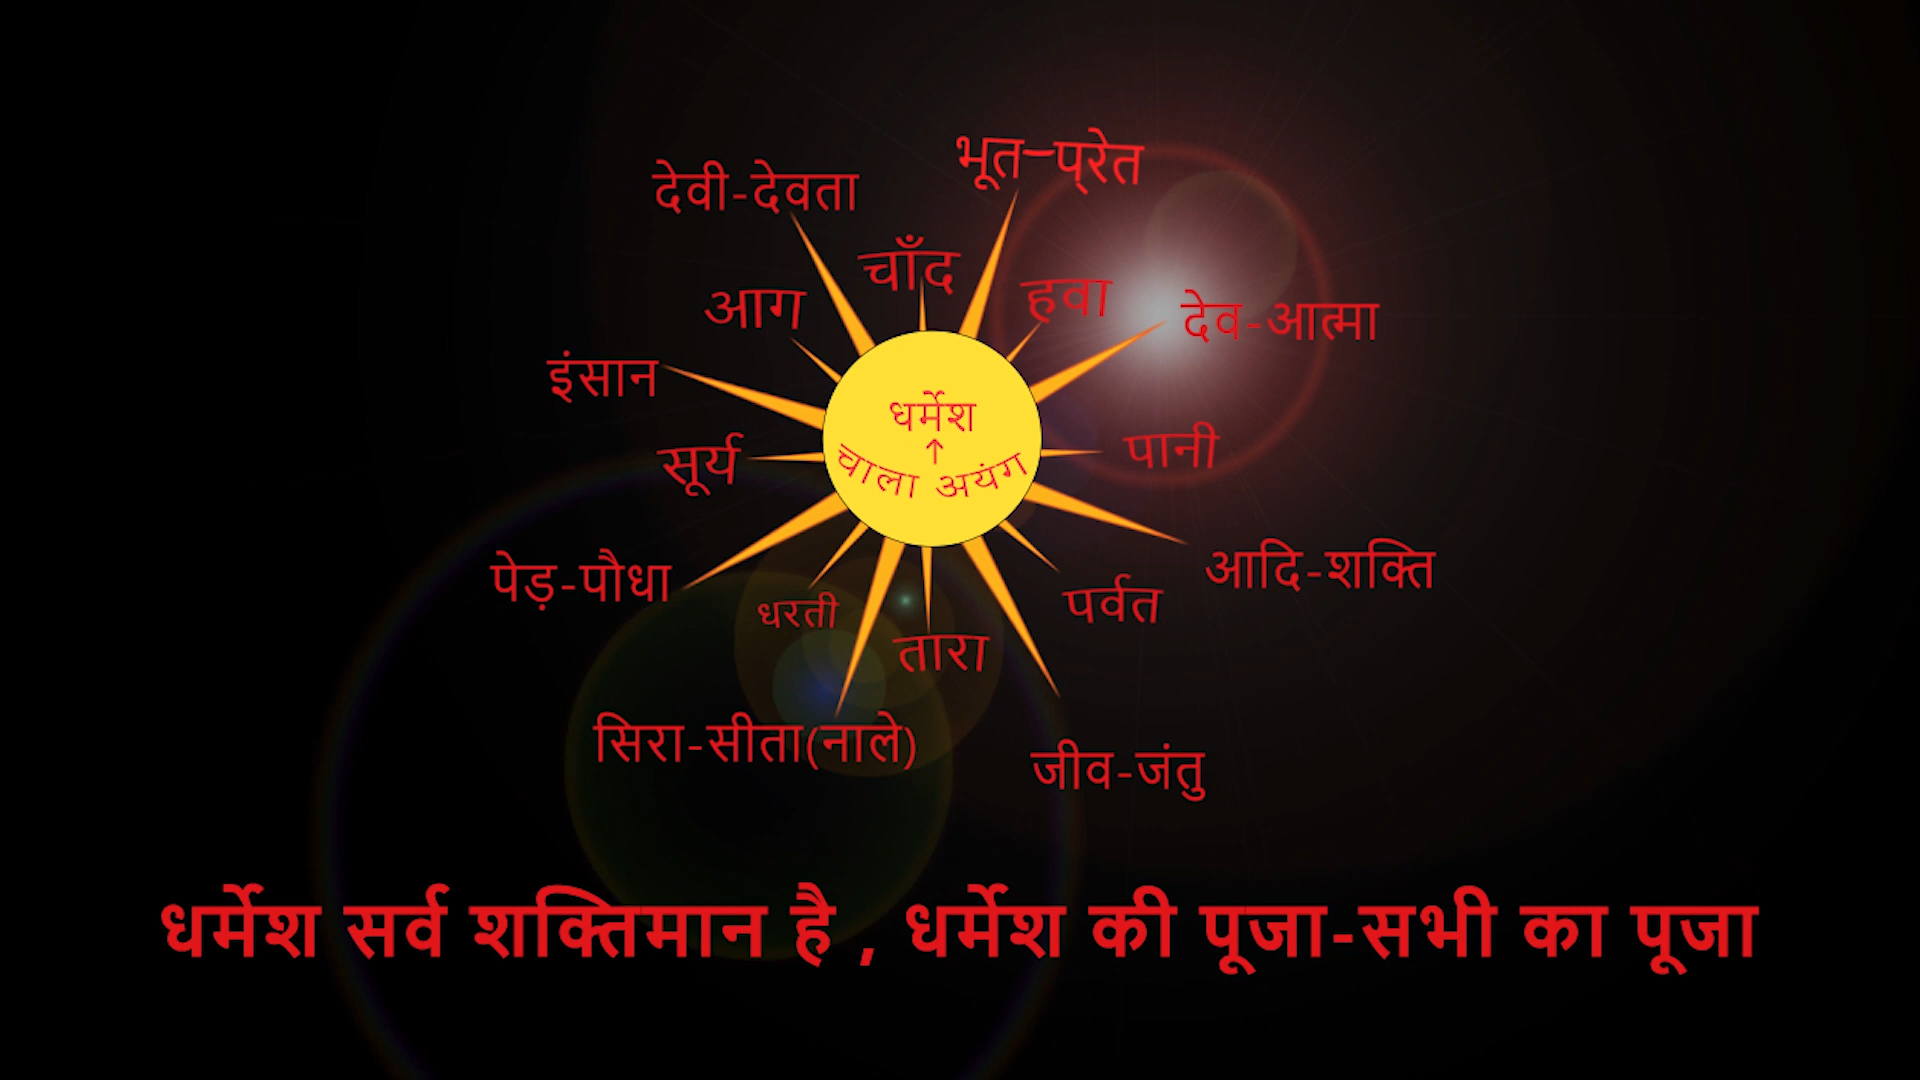 भूत-प्रेत
देवी-देवता
चाँद
हवा
आग
देव-आत्मा
इंसान
धर्मेश
↑
चाला अयंग
पानी
सूर्य
आदि-शक्ति
पेड़-पौधा
पर्वत
धरती
तारा
सिरा-सीता(नाले)
जीव-जंतु
धर्मेश सर्व शक्तिमान है , धर्मेश की पूजा-सभी का पूजा